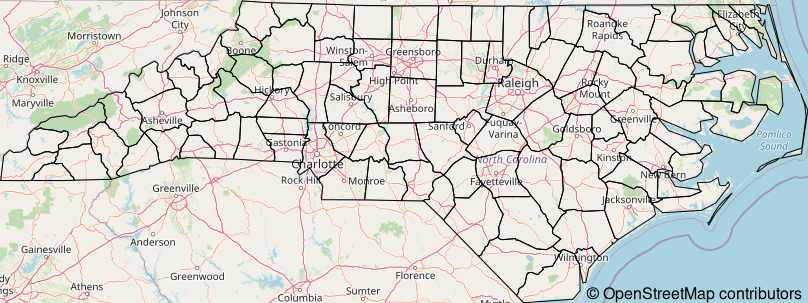 Johnson
City
Morristown
Boone
Winston-
Salem
Greensboro
Roanoke
Rapids
Elizabeth
City
Ridge
Knoxville
Maryville
Hickory
High Point
Durham
Raleigh
Rocky
Mount
Salisbury
Asheboro
Asheville
Concord
Sanford
uquay-
Varina
Goldsboro
Greenville
Pamlico
Sound
Gastonia
Charlotte
North Carolina
Kinston
New Bern
Rock Hill
Monroe
Fayetteville
Jacksonville
Greenville
Anderson
Gainesville
Wilmington
Greenwood
Florence
Athens
Columbia
Sumter
Myrtle
© OpenStreetMap contributors